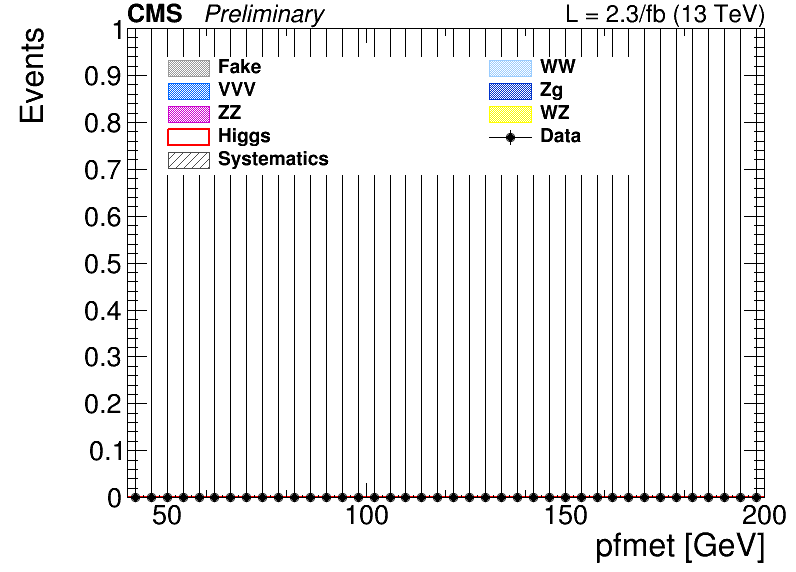 CMS Preliminary L = 2.3/fb (13 TeV)
Events
1
0.9
0.8
0.7
0.6
0.5
0.4
0.3
0.2
0.1
0
Fake WW
VVV Zg
ZZ WZ
Higgs Data
Systematics
50 100 150 200
pfmet [GeV]